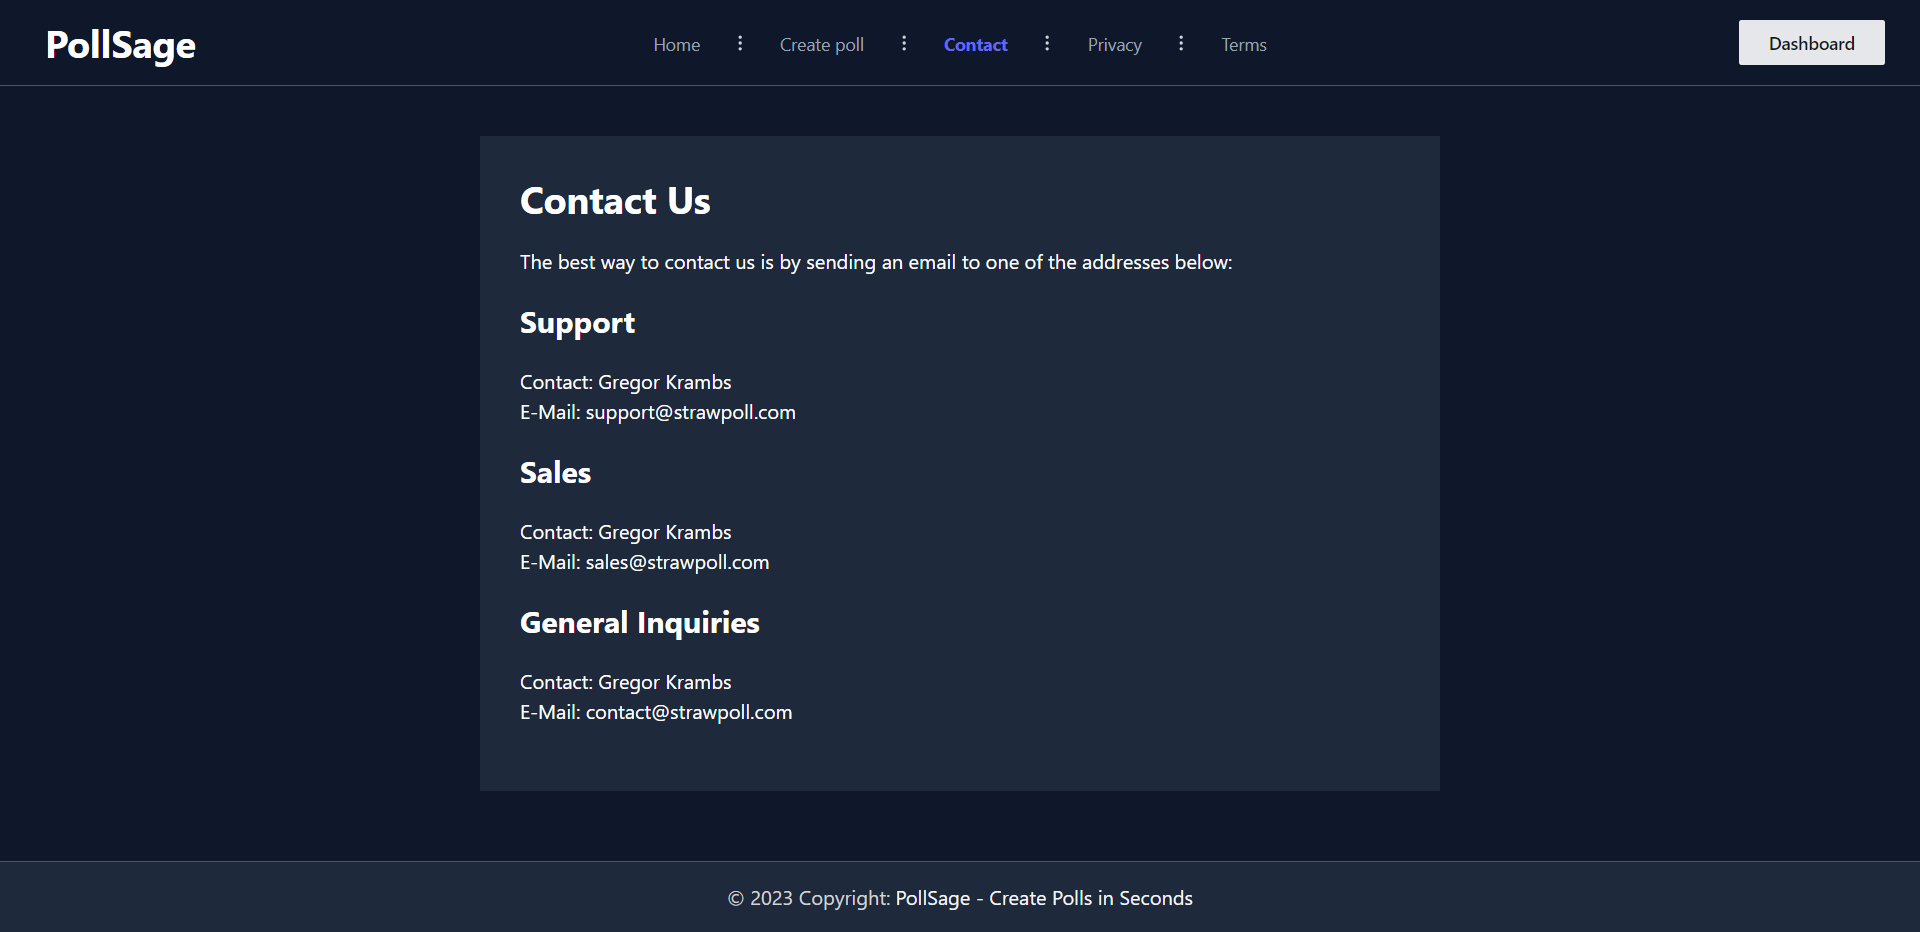 PollSage
Home
Create poll
Contact
Privacy
Terms
Dashboard
Contact Us
The best way to contact us is by sending an email to one of the addresses below:
Support
Contact: Gregor Krambs
E-Mail: support@strawpoll.com
Sales
Contact: Gregor Krambs
E-Mail: sales@strawpoll.com
General Inquiries
Contact: Gregor Krambs
E-Mail: contact@strawpoll.com
© 2023 Copyright: PollSage - Create Polls in Seconds